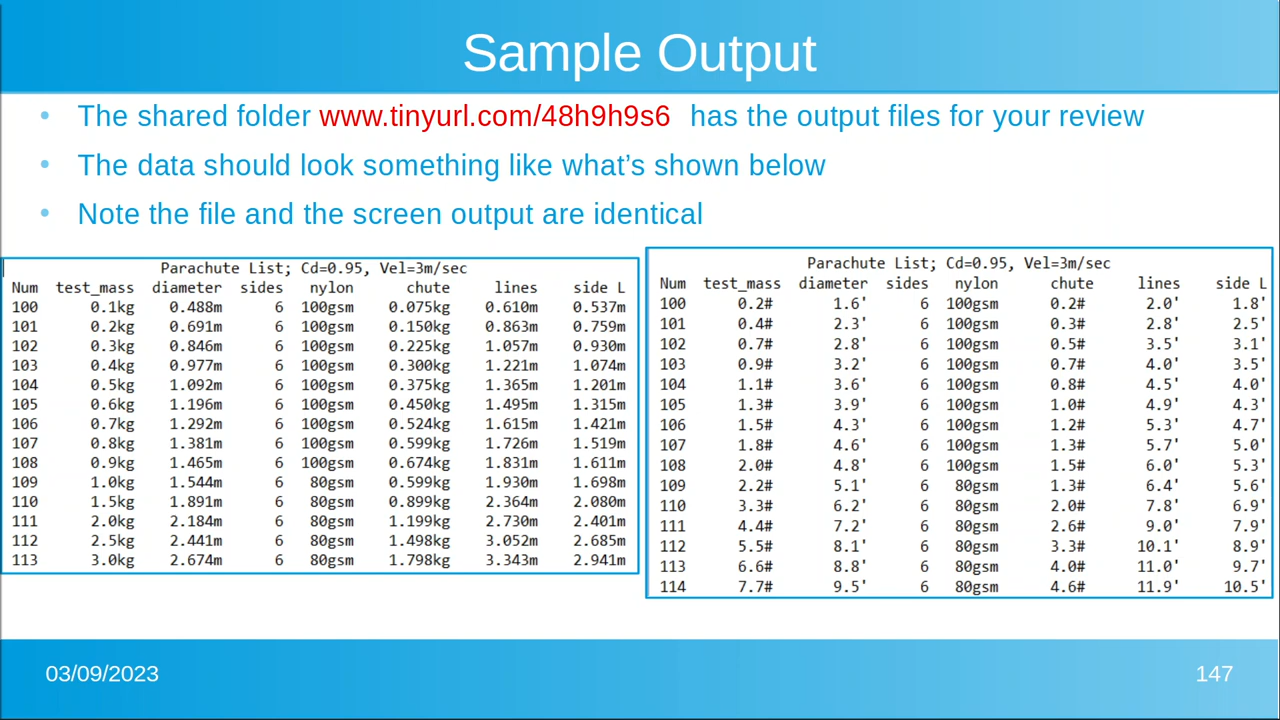 Sample Output
• The shared folder www.tinyurl.com/48h9h9s6 has the output files for your review
• The data should look something like what’s shown below
• Note the file and the screen output are identical
Parachute List; Cd=0.95, Vel=3m/sec
Num test_mass diameter sides nylon chute lines side L
100 0.1kg 0.488m 6 100gsm 0.075kg 0.610m 0.537m
101 0.2kg 0.691m 6 100gsm 0.150kg 0.863m 0.759m
102 0.3kg 0.846m 6 100gsm 0.225kg 1.057m 0.930m
103 0.4kg 0.977m 6 100gsm 0.300kg 1.221m 1.074m
104 0.5kg 1.092m 6 100gsm 0.375kg 1.365m 1.201m
105 0.6kg 1.196m 6 100gsm 0.450kg 1.495m 1.315m
106 0.7kg 1.292m 6 100gsm 0.524kg 1.615m 1.421m
107 0.8kg 1.381m 6 100gsm 0.599kg 1.726m 1.519m
108 0.9kg 1.465m 6 100gsm 0.674kg 1.831m 1.611m
109 1.0kg 1.544m 6 80gsm 0.599kg 1.930m 1.698m
110 1.5kg 1.891m 6 80gsm 0.899kg 2.364m 2.080m
111 2.0kg 2.184m 6 80gsm 1.199kg 2.730m 2.401m
112 2.5kg 2.441m 6 80gsm 1.498kg 3.052m 2.685m
113 3.0kg 2.674m 6 80gsm 1.798kg 3.343m 2.941m
Parachute List; Cd=0.95, Vel=3m/sec
Num test_mass diameter sides nylon chute lines side L
100 0.2# 1.6' 6 100gsm 0.2# 2.0' 1.8'
101 0.4# 2.3' 6 100gsm 0.3# 2.8' 2.5'
102 0.7# 2.8' 6 100gsm 0.5# 3.5' 3.1'
103 0.9# 3.2' 6 100gsm 0.7# 4.0' 3.5'
104 1.1# 3.6' 6 100gsm 0.8# 4.5' 4.0'
105 1.3# 3.9' 6 100gsm 1.0# 4.9' 4.3'
106 1.5# 4.3' 6 100gsm 1.2# 5.3' 4.7'
107 1.8# 4.6' 6 100gsm 1.3# 5.7' 5.0'
108 2.0# 4.8' 6 100gsm 1.5# 6.0' 5.3'
109 2.2# 5.1' 6 80gsm 1.3# 6.4' 5.6'
110 3.3# 6.2' 6 80gsm 2.0# 7.8' 6.9'
111 4.4# 7.2' 6 80gsm 2.6# 9.0' 7.9'
112 5.5# 8.1' 6 80gsm 3.3# 10.1' 8.9'
113 6.6# 8.8' 6 80gsm 4.0# 11.0' 9.7'
114 7.7# 9.5' 6 80gsm 4.6# 11.9' 10.5'
03/09/2023
147